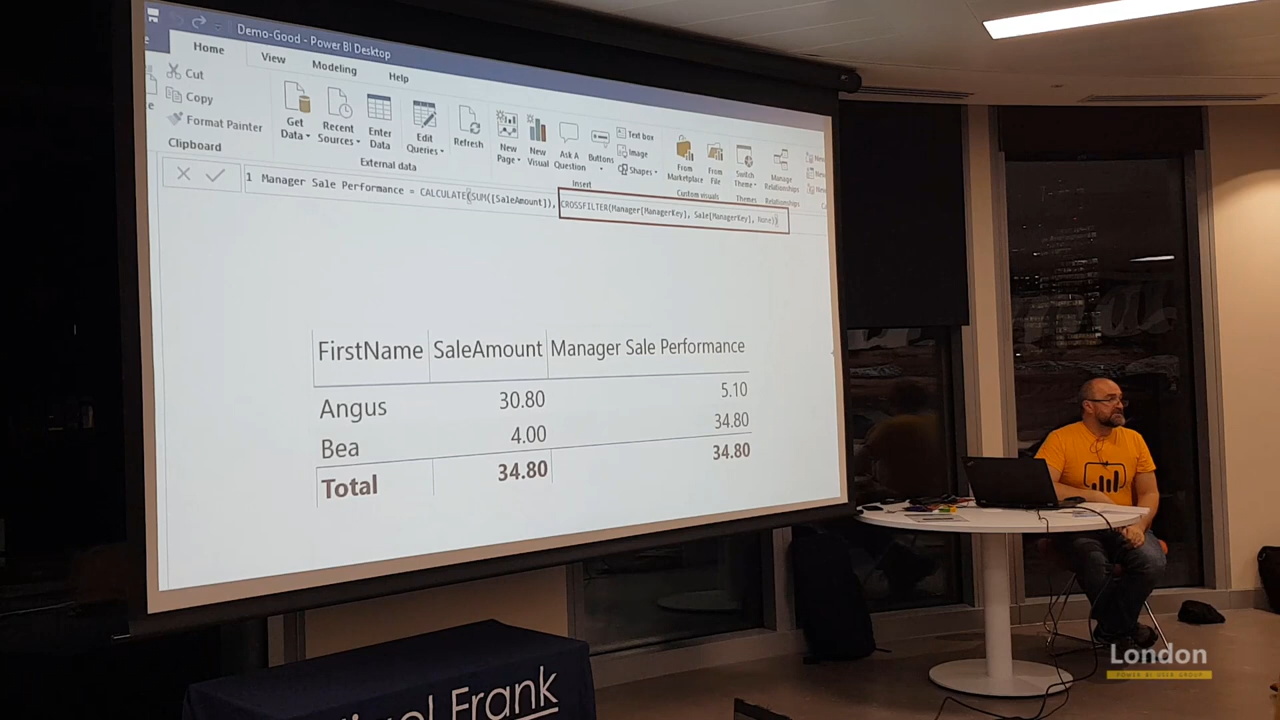 Demo-Good - Power BI Desktop
Home View Modeling Help
Cut
Copy
Format Painter
Clipboard
Get Data
Recent Sources
Enter Data
Edit Queries
External data
Refresh
New Page
New Visual
Ask A Question
Buttons
Text box
Image
Shapes
Insert
From Marketplace
From File
Custom visuals
Switch Theme
Themes
Manage Relationships
Relationships
1 Manager Sale Performance = CALCULATE(SUM([SaleAmount]), CROSSFILTER(Manager[ManagerKey], Sale[ManagerKey], None))
FirstName SaleAmount Manager Sale Performance
Angus 30.80 5.10
Bea 4.00 34.80
Total 34.80 34.80
Frank
London
POWER BI USER GROUP